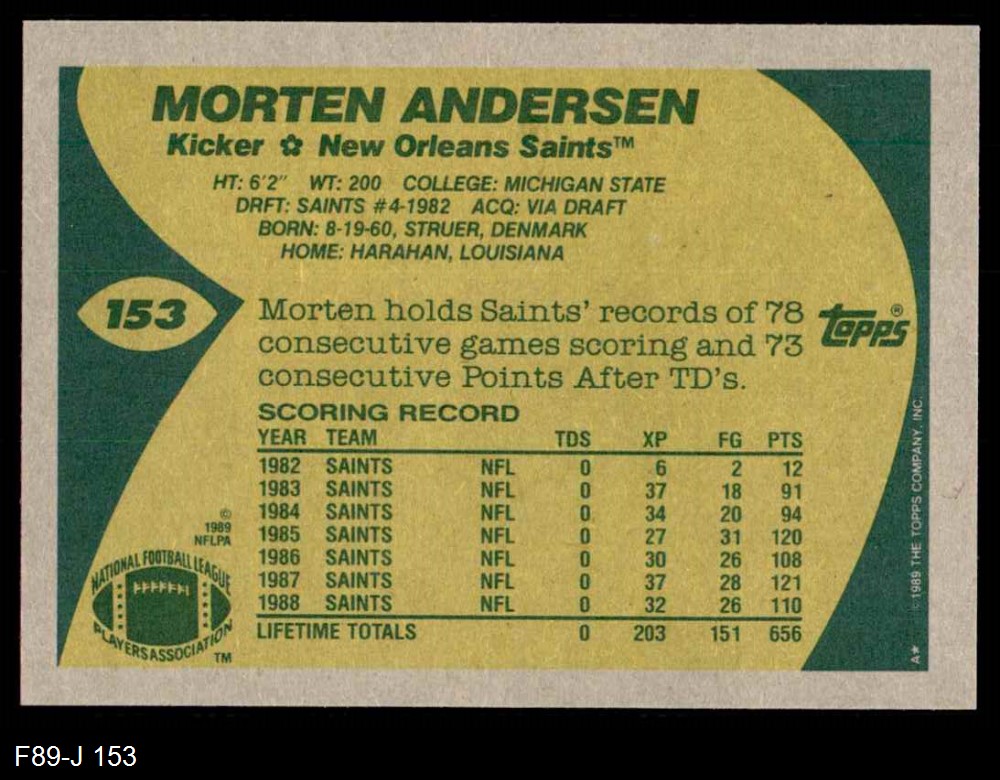 MORTEN ANDERSEN
Kicker ✿ New Orleans Saints™
HT: 6'2" WT: 200 COLLEGE: MICHIGAN STATE
DRFT: SAINTS #4-1982 ACQ: VIA DRAFT
BORN: 8-19-60, STRUER, DENMARK
HOME: HARAHAN, LOUISIANA
153
Morten holds Saints' records of 78
consecutive games scoring and 73
consecutive Points After TD's.
topps®
SCORING RECORD
YEAR TEAM TDS XP FG PTS
1982 SAINTS NFL 0 6 2 12
1983 SAINTS NFL 0 37 18 91
1984 SAINTS NFL 0 34 20 94
1985 SAINTS NFL 0 27 31 120
1986 SAINTS NFL 0 30 26 108
1987 SAINTS NFL 0 37 28 121
1988 SAINTS NFL 0 32 26 110
LIFETIME TOTALS 0 203 151 656
©
1989
NFLPA
NATIONAL FOOTBALL LEAGUE
PLAYERS ASSOCIATION
TM
A* © 1989 THE TOPPS COMPANY, INC.
F89-J 153